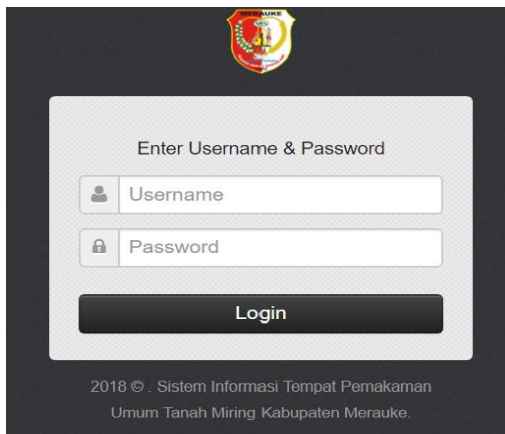 MERAUKE
Enter Username & Password
Username
Password
Login
2018 © . Sistem Informasi Tempat Pemakaman
Umum Tanah Miring Kabupaten Merauke.